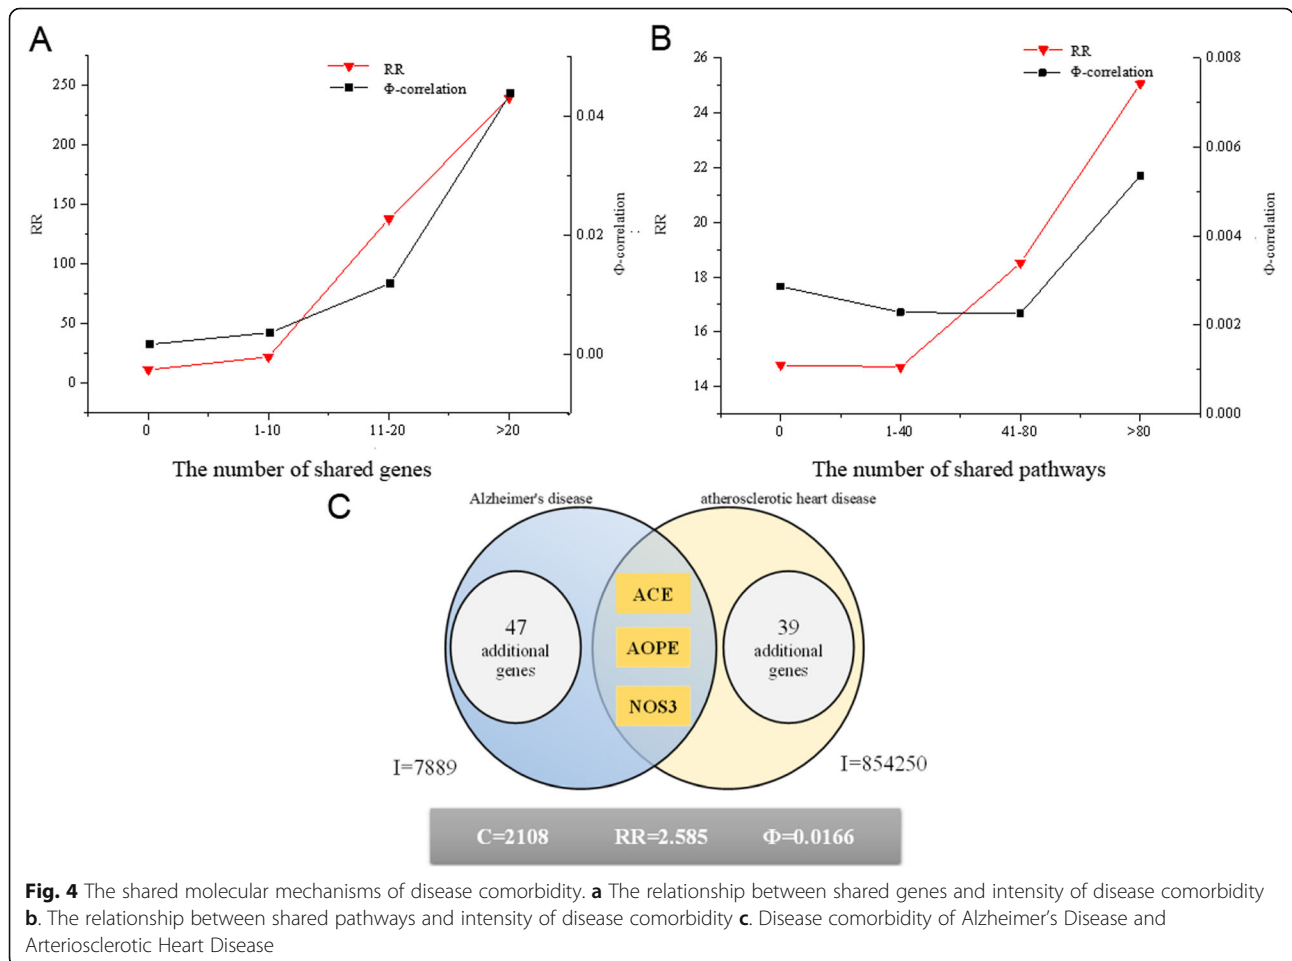 A
B
RR
Φ-correlation
250
200
150
100
50
0
RR
0.04
0.02
0.00
Φ-correlation
0
1-10
11-20
>20
The number of shared genes
RR
Φ-correlation
26
25
24
22
20
18
16
14
RR
0.008
0.006
0.004
0.002
0.000
Φ-correlation
0
1-40
41-80
>80
The number of shared pathways
C
Alzheimer's disease
atherosclerotic heart disease
47
additional
genes
ACE
AOPE
NOS3
39
additional
genes
I=7889
I=854250
C=2108 RR=2.585 Φ=0.0166
Fig. 4 The shared molecular mechanisms of disease comorbidity. a The relationship between shared genes and intensity of disease comorbidity
b. The relationship between shared pathways and intensity of disease comorbidity c. Disease comorbidity of Alzheimer's Disease and
Arteriosclerotic Heart Disease